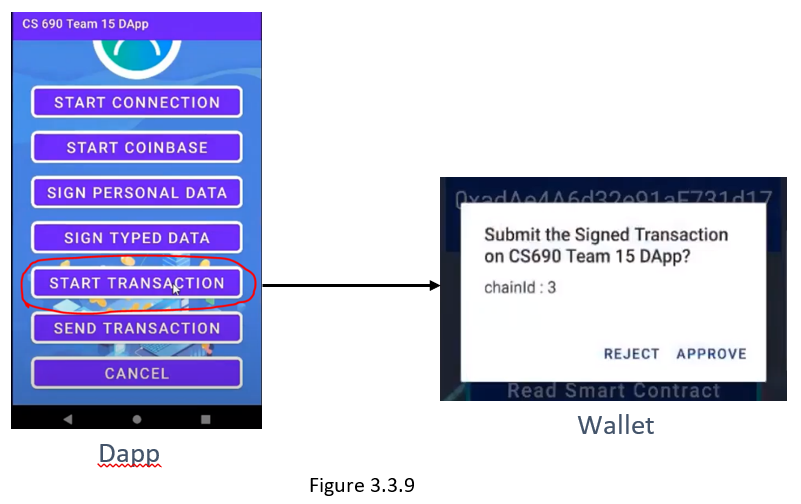 CS 690 Team 15 DApp
START CONNECTION
START COINBASE
SIGN PERSONAL DATA
SIGN TYPED DATA
START TRANSACTION
SEND TRANSACTION
CANCEL
Dapp
Submit the Signed Transaction
on CS690 Team 15 DApp?
chainId : 3
REJECT APPROVE
Read Smart Contract
Wallet
Figure 3.3.9